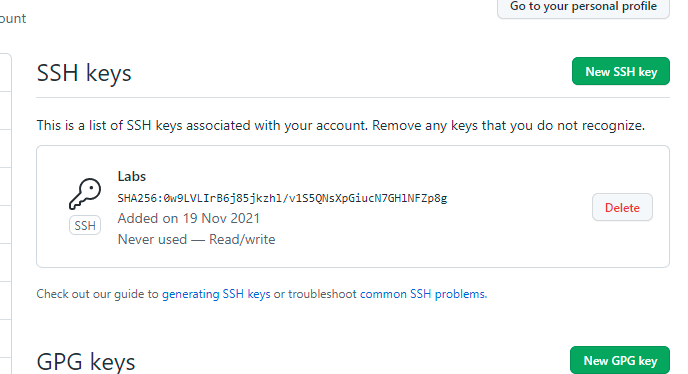 Go to your personal profile
ount
SSH keys
New SSH key
This is a list of SSH keys associated with your account. Remove any keys that you do not recognize.
Labs
SHA256:0w9LVLIrB6j85jkzhl/v1S5QNsXpGiucN7GHlNFZp8g
Added on 19 Nov 2021
Never used — Read/write
SSH
Delete
Check out our guide to generating SSH keys or troubleshoot common SSH problems.
GPG keys
New GPG key